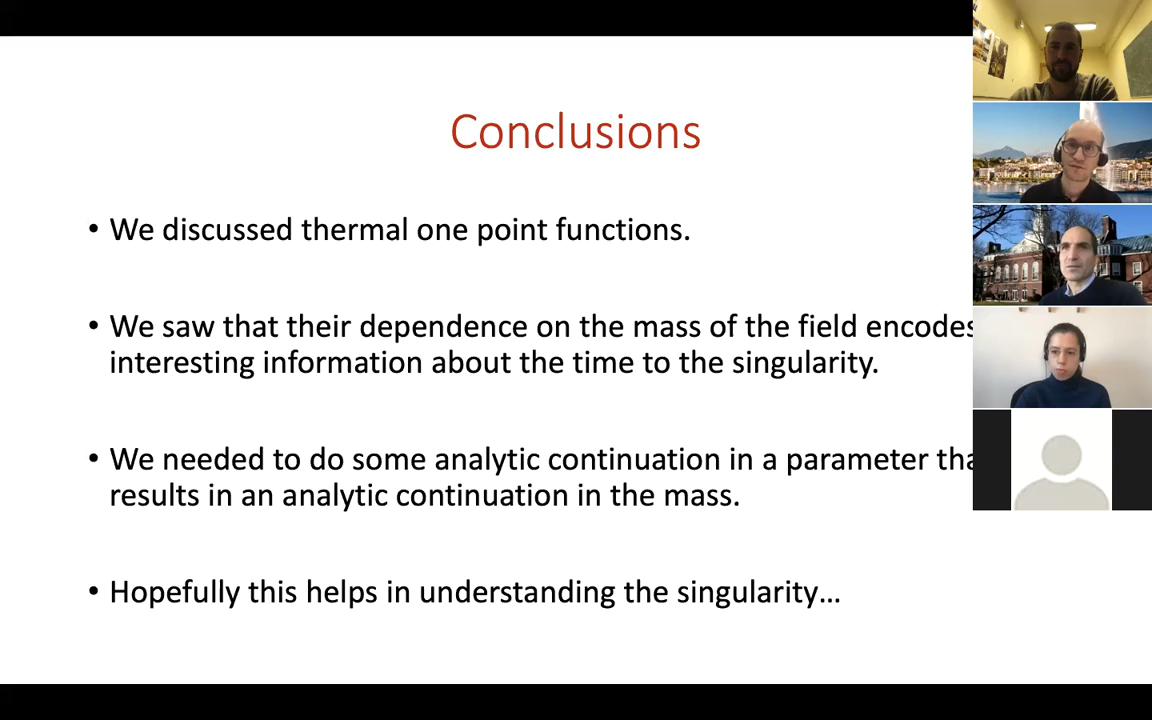 Conclusions
• We discussed thermal one point functions.
• We saw that their dependence on the mass of the field encodes
interesting information about the time to the singularity.
• We needed to do some analytic continuation in a parameter
results in an analytic continuation in the mass.
• Hopefully this helps in understanding the singularity…